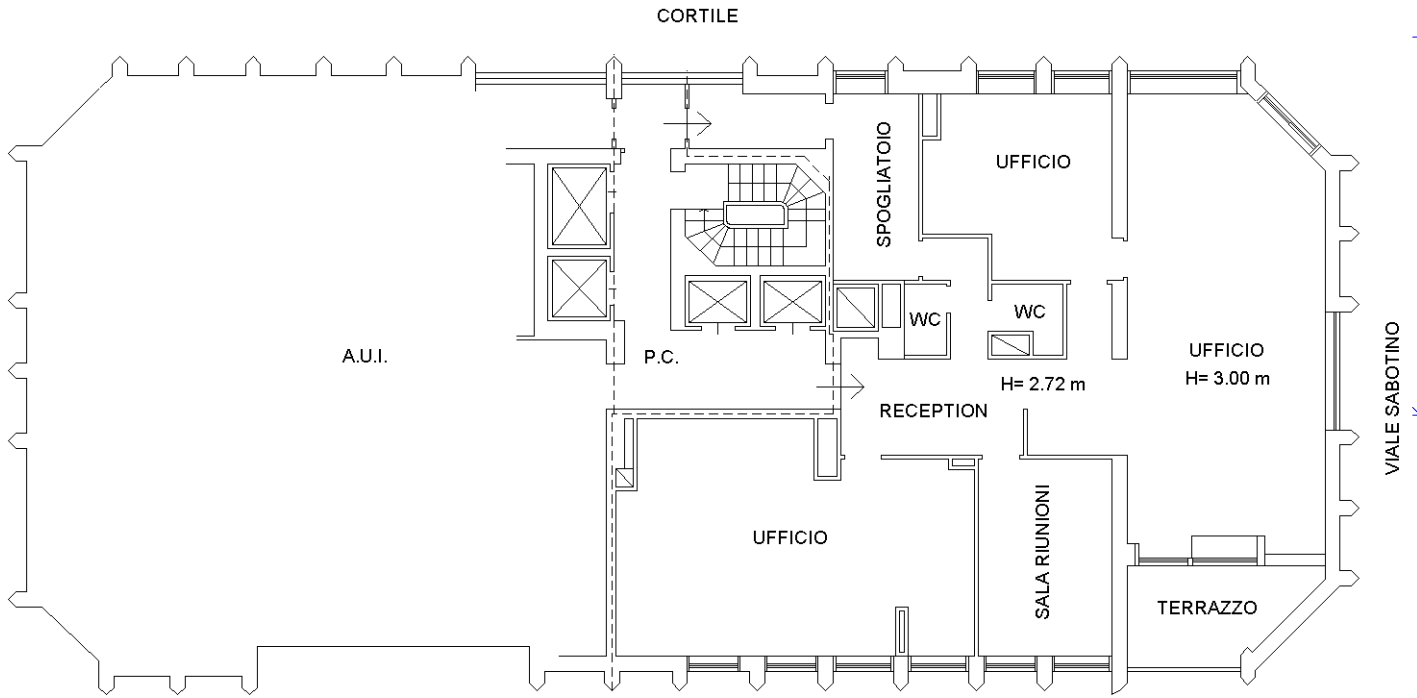 CORTILE
SPOGLIATOIO
UFFICIO
WC
WC
A.U.I.
P.C.
UFFICIO
H= 3.00 m
H= 2.72 m
RECEPTION
VIALE SABOTINO
UFFICIO
SALA RIUNIONI
TERRAZZO